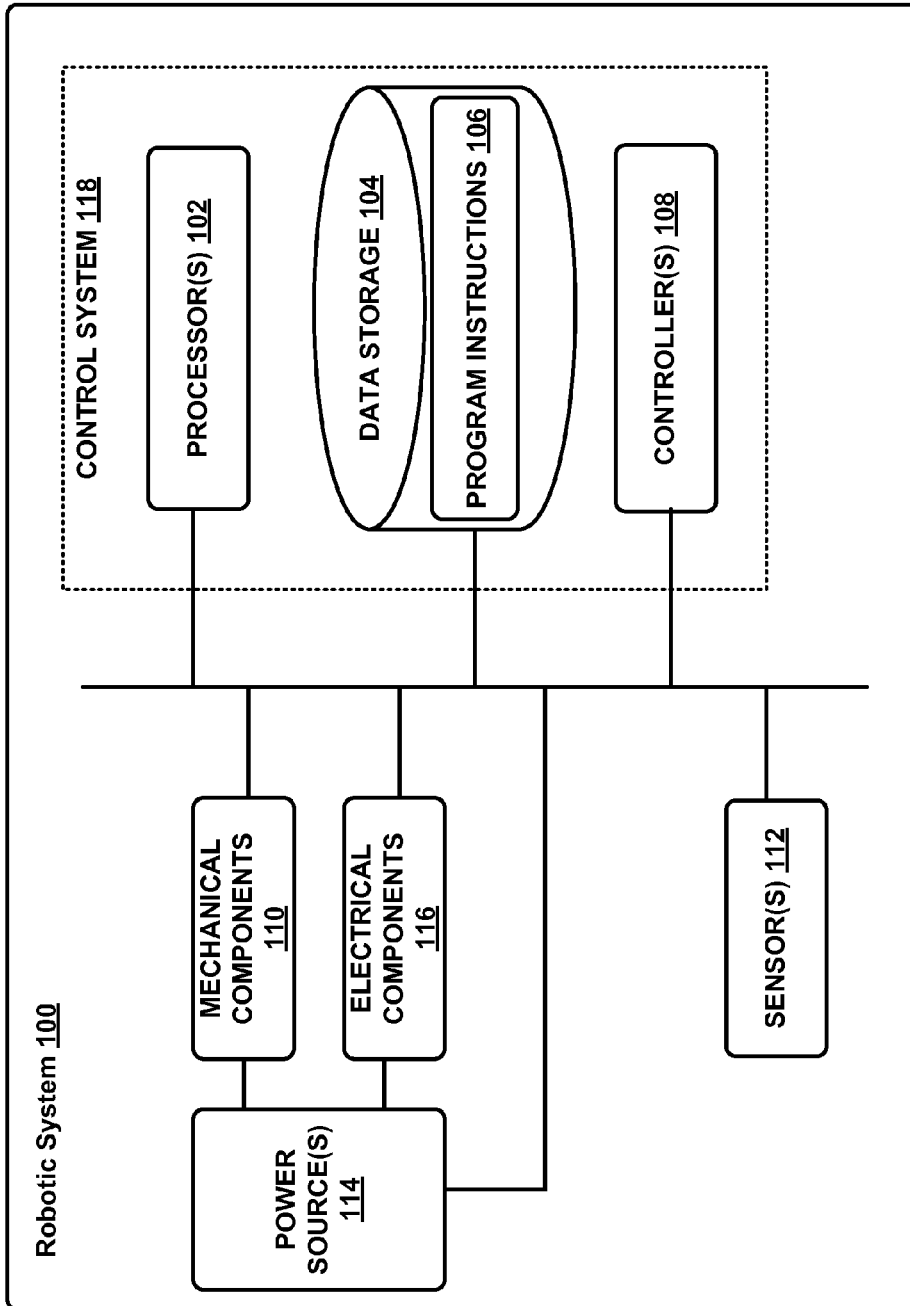 Robotic System 100
CONTROL SYSTEM 118
PROCESSOR(S) 102
DATA STORAGE 104
PROGRAM INSTRUCTIONS 106
CONTROLLER(S) 108
MECHANICAL
COMPONENTS
110
ELECTRICAL
COMPONENTS
116
POWER
SOURCE(S)
114
SENSOR(S) 112